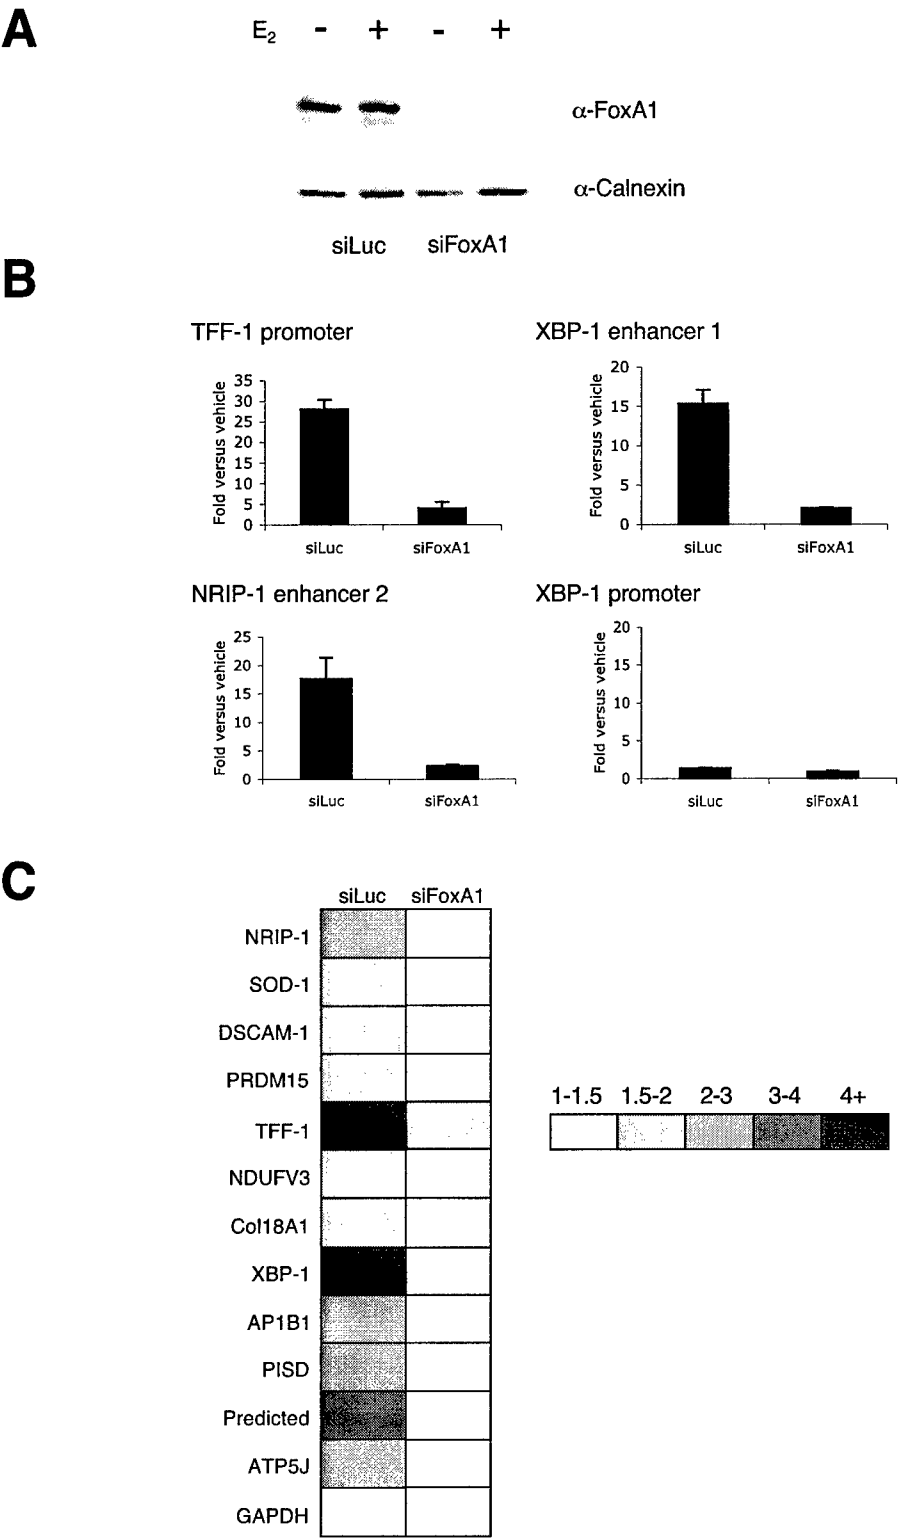 A
E2 - + - +
α-FoxA1
α-Calnexin
siLuc siFoxA1
B
TFF-1 promoter
Fold versus vehicle
35
30
25
20
15
10
5
0
siLuc siFoxA1
XBP-1 enhancer 1
Fold versus vehicle
20
15
10
5
0
siLuc siFoxA1
NRIP-1 enhancer 2
Fold versus vehicle
25
20
15
10
5
0
siLuc siFoxA1
XBP-1 promoter
Fold versus vehicle
20
15
10
5
0
siLuc siFoxA1
C
siLuc siFoxA1
NRIP-1
SOD-1
DSCAM-1
PRDM15
TFF-1
NDUFV3
Col18A1
XBP-1
AP1B1
PISD
Predicted
ATP5J
GAPDH
1-1.5 1.5-2 2-3 3-4 4+